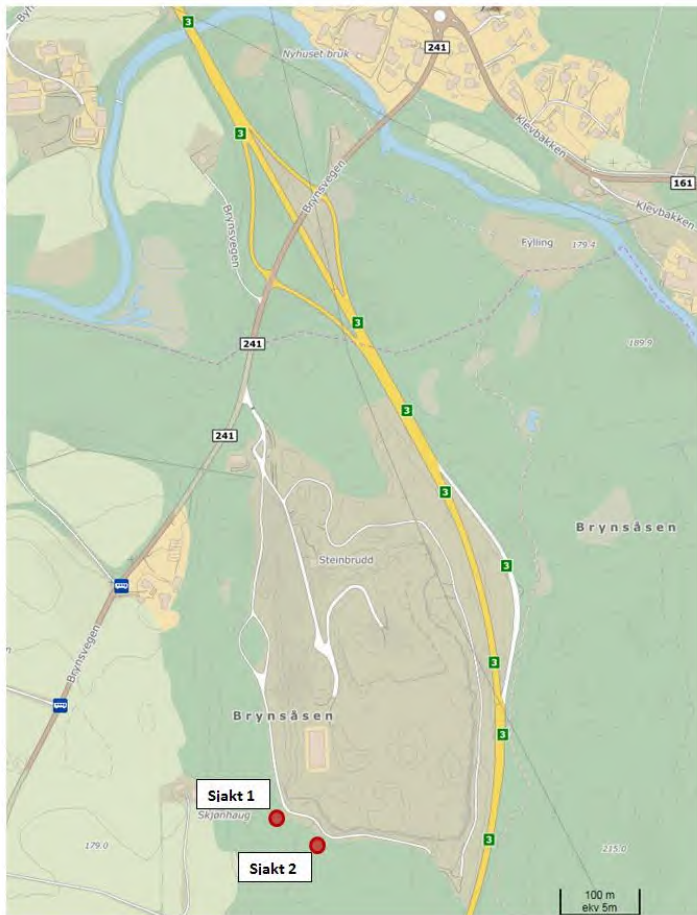 3
Nyhuset bruk
241
3
Klevbakken
Brynsvegen
161
Brynsvegen
Klevbakken
Fylling 179.4
3
241
189.9
3
241
3
Brynsåsen
Steinbrudd
3
Brynsvegen
3
Brynsåsen
3
Sjakt 1
Skjønhaug
3
179.0
Sjakt 2
215.0
100 m
ekv 5m